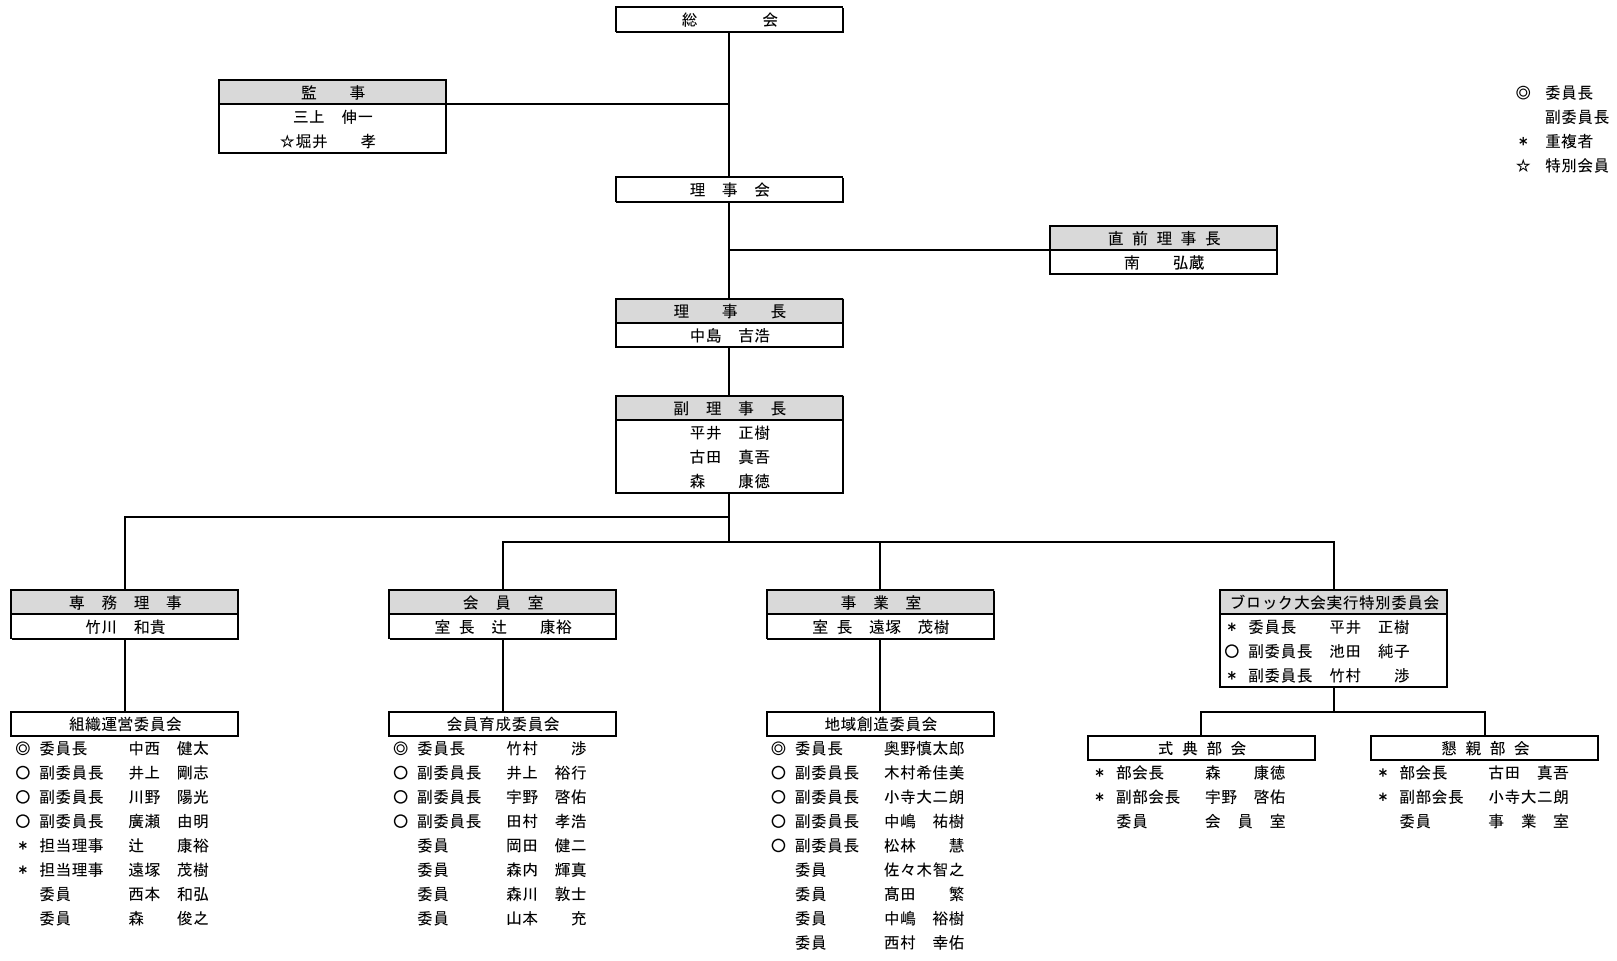 総　会
監　事
三上　伸一
☆堀井　孝
◎　委員長
副委員長
＊　重複者
☆　特別会員
理　事　会
直 前 理 事 長
南　　弘蔵
理　事　長
中島　吉浩
副　理　事　長
平井　正樹
古田　真吾
森　　康徳
専　務　理　事
竹川　和貴
組織運営委員会
◎　委員長　中西　健太
○　副委員長　井上　剛志
○　副委員長　川野　陽光
○　副委員長　廣瀬　由明
＊　担当理事　辻　　康裕
＊　担当理事　遠塚　茂樹
委員　西本　和弘
委員　森　　俊之
会　員　室
室 長　辻　　康裕
会員育成委員会
◎　委員長　竹村　　渉
○　副委員長　井上　裕行
○　副委員長　宇野　啓佑
○　副委員長　田村　孝浩
委員　岡田　健二
委員　森内　輝真
委員　森川　敦士
委員　山本　　充
事　業　室
室 長　遠塚　茂樹
地域創造委員会
◎　委員長　奥野慎太郎
○　副委員長　木村希佳美
○　副委員長　小寺大二朗
○　副委員長　中嶋　祐樹
○　副委員長　松林　　慧
委員　佐々木智之
委員　髙田　　繁
委員　中嶋　裕樹
委員　西村　幸佑
ブロック大会実行特別委員会
＊　委員長　平井　正樹
○　副委員長　池田　純子
＊　副委員長　竹村　　渉
式 典 部 会
＊　部会長　森　　康徳
＊　副部会長　宇野　啓佑
委員　会　員　室
懇 親 部 会
＊　部会長　古田　真吾
＊　副部会長　小寺大二朗
委員　事　業　室